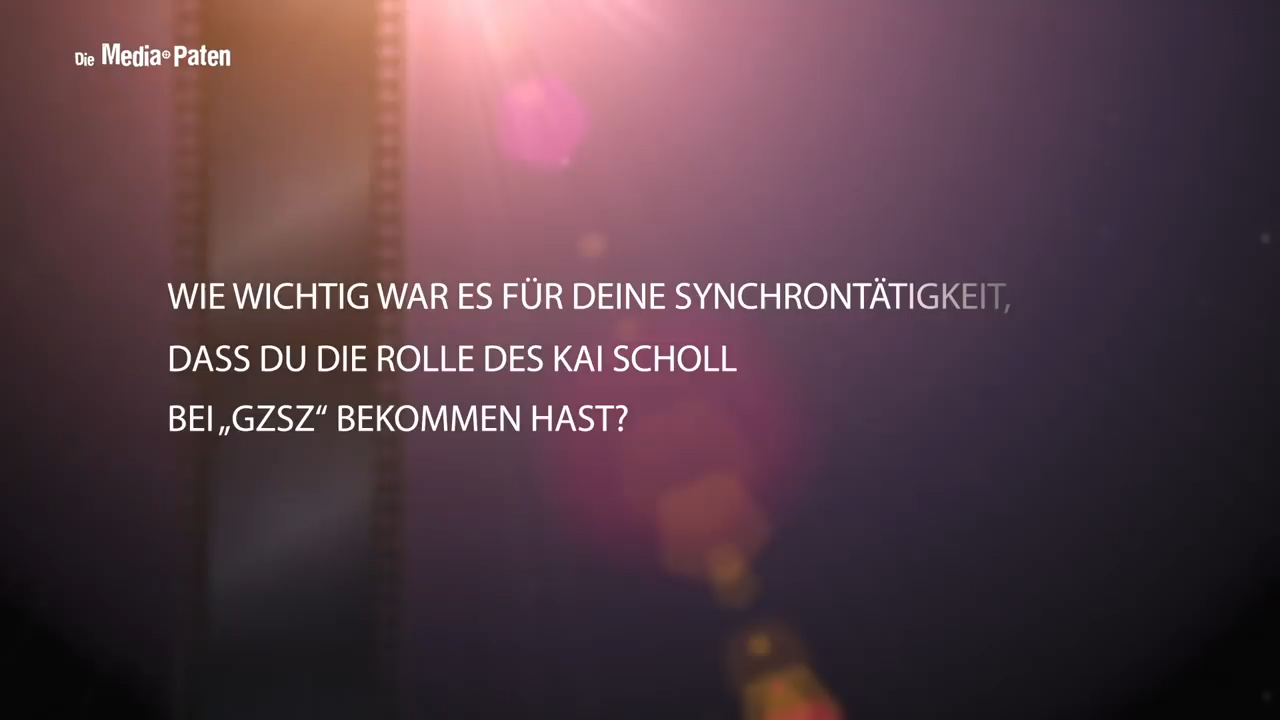 Die Media+Paten
WIE WICHTIG WAR ES FÜR DEINE SYNCHRONTÄTIGKEIT,
DASS DU DIE ROLLE DES KAI SCHOLL
BEI „GZSZ“ BEKOMMEN HAST?